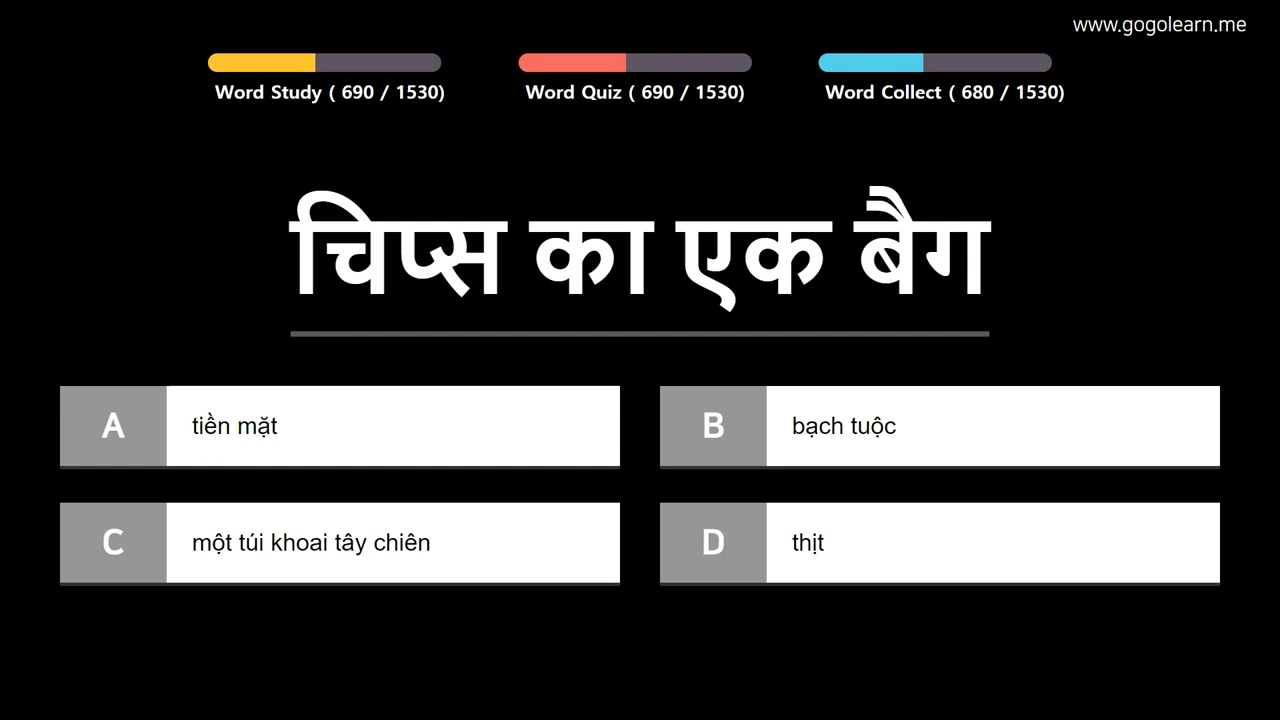 www.gogolearn.me
Word Study ( 690 / 1530)
Word Quiz ( 690 / 1530)
Word Collect ( 680 / 1530)
चिप्स का एक बैग
A
tiền mặt
B
bạch tuộc
C
một túi khoai tây chiên
D
thịt